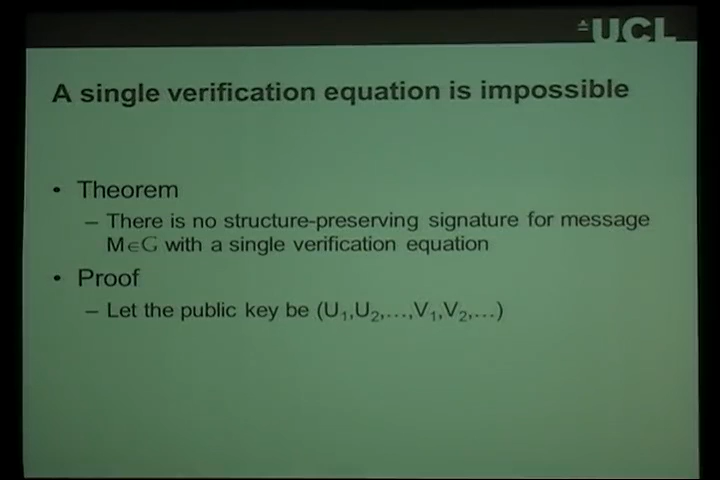 UCL
A single verification equation is impossible
• Theorem
– There is no structure-preserving signature for message
M∈G with a single verification equation
• Proof
– Let the public key be (U₁,U₂,…,V₁,V₂,…)